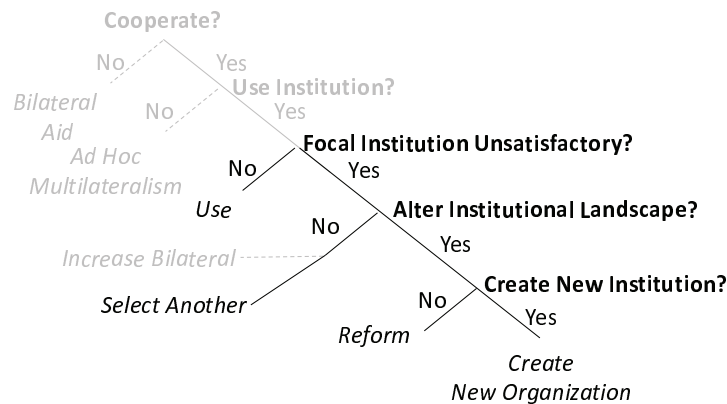 Cooperate?
No
Yes
Use Institution?
Bilateral
Aid
No
Yes
Ad Hoc
Multilateralism
Focal Institution Unsatisfactory?
No
Yes
Use
Alter Institutional Landscape?
No
Yes
Increase Bilateral
Create New Institution?
Select Another
No
Yes
Reform
Create
New Organization